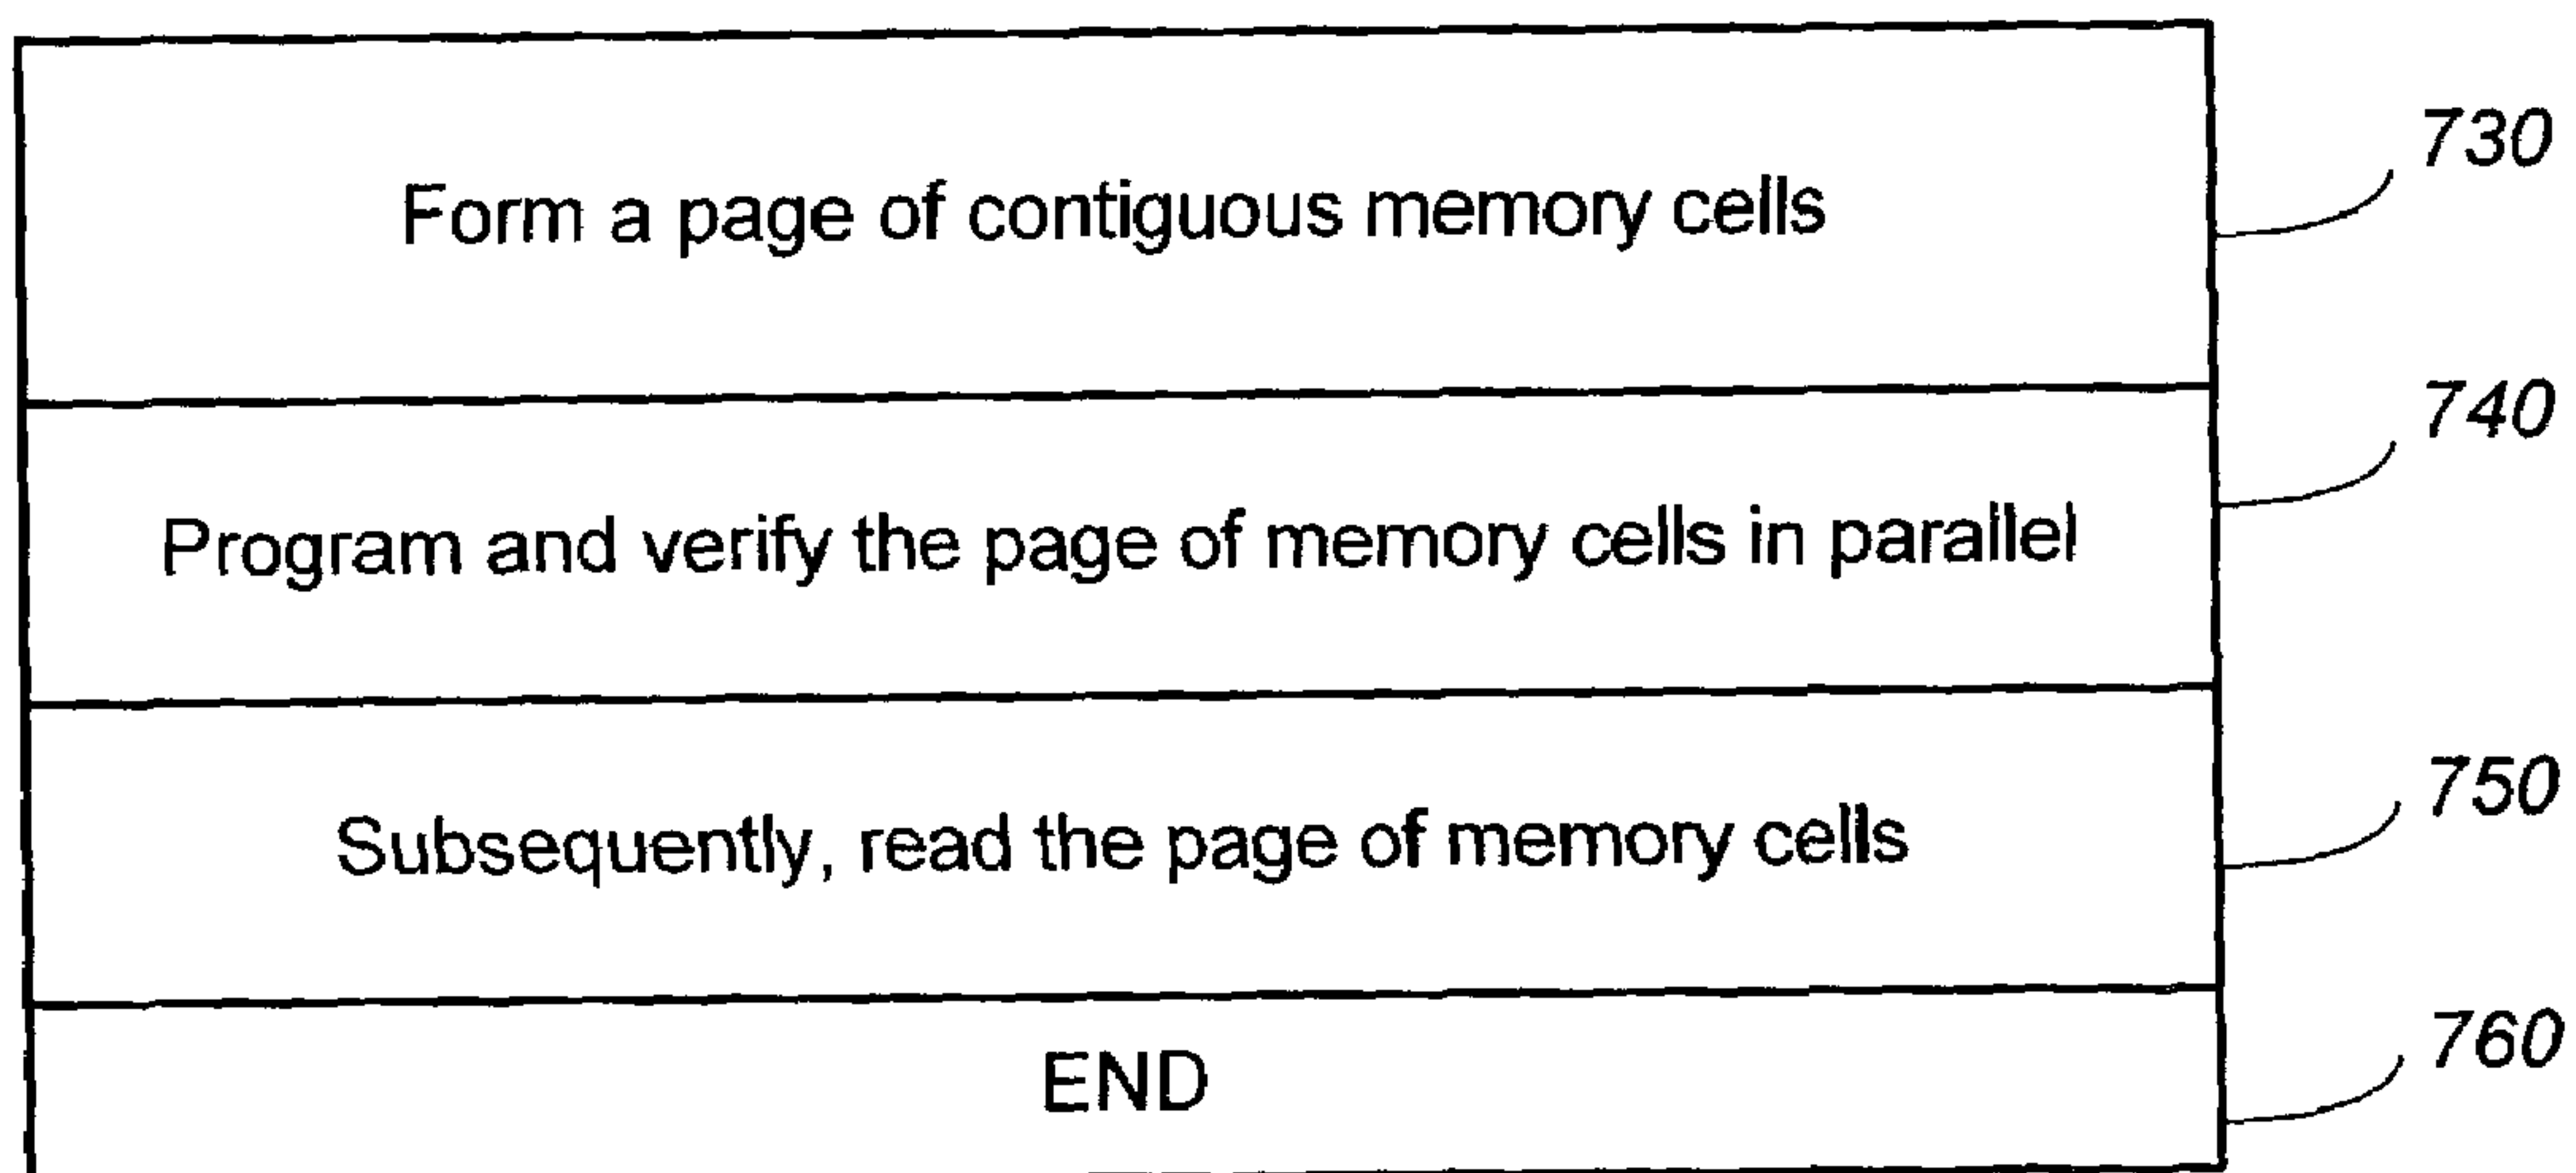 Form a page of contiguous memory cells
730
Program and verify the page of memory cells in parallel
740
Subsequently, read the page of memory cells
750
END
760